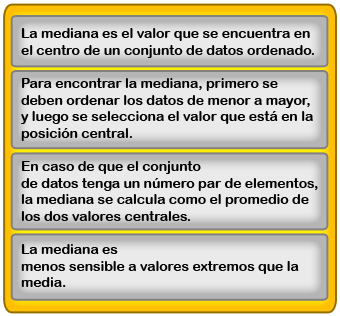 La mediana es el valor que se encuentra en
el centro de un conjunto de datos ordenado.
Para encontrar la mediana, primero se
deben ordenar los datos de menor a mayor,
y luego se selecciona el valor que está en la
posición central.
En caso de que el conjunto
de datos tenga un número par de elementos,
la mediana se calcula como el promedio de
los dos valores centrales.
La mediana es
menos sensible a valores extremos que la
media.